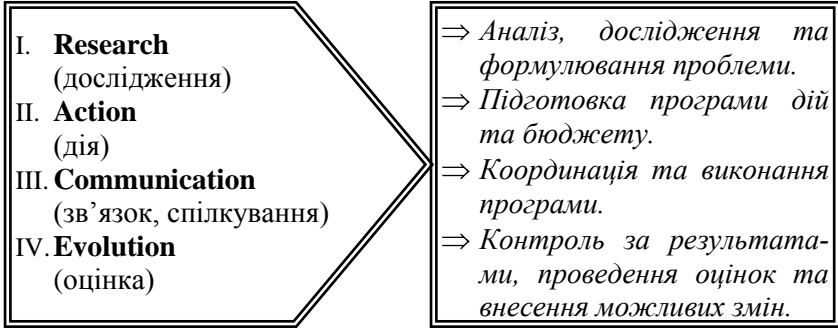 I. Research
(дослідження)
II. Action
(дія)
III. Communication
(зв’язок, спілкування)
IV. Evolution
(оцінка)
⇒ Аналіз, дослідження та
формулювання проблеми.
⇒ Підготовка програми дій
та бюджету.
⇒ Координація та виконання
програми.
⇒ Контроль за результата-
ми, проведення оцінок та
внесення можливих змін.